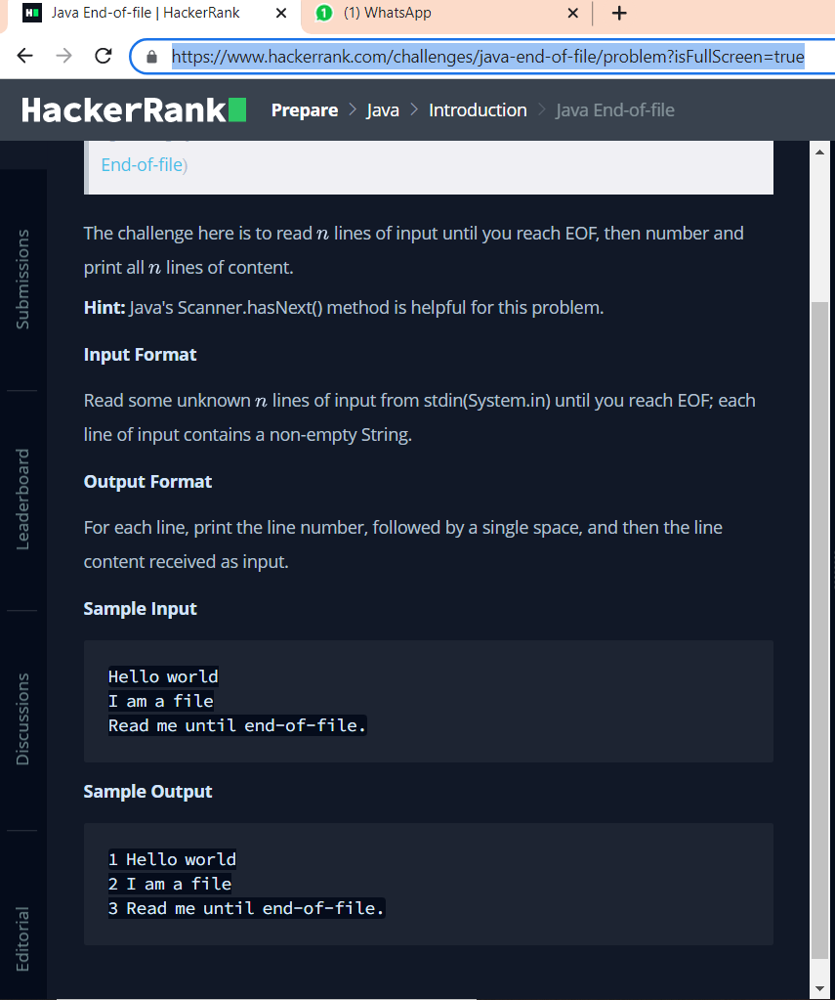 Java End-of-file | HackerRank
(1) WhatsApp
https://www.hackerrank.com/challenges/java-end-of-file/problem?isFullScreen=true
HackerRank
Prepare > Java > Introduction > Java End-of-file
End-of-file)
The challenge here is to read n lines of input until you reach EOF, then number and
print all n lines of content.
Hint: Java's Scanner.hasNext() method is helpful for this problem.
Input Format
Read some unknown n lines of input from stdin(System.in) until you reach EOF; each
line of input contains a non-empty String.
Output Format
For each line, print the line number, followed by a single space, and then the line
content received as input.
Sample Input
Hello world
I am a file
Read me until end-of-file.
Sample Output
1 Hello world
2 I am a file
3 Read me until end-of-file.
Submissions
Leaderboard
Discussions
Editorial